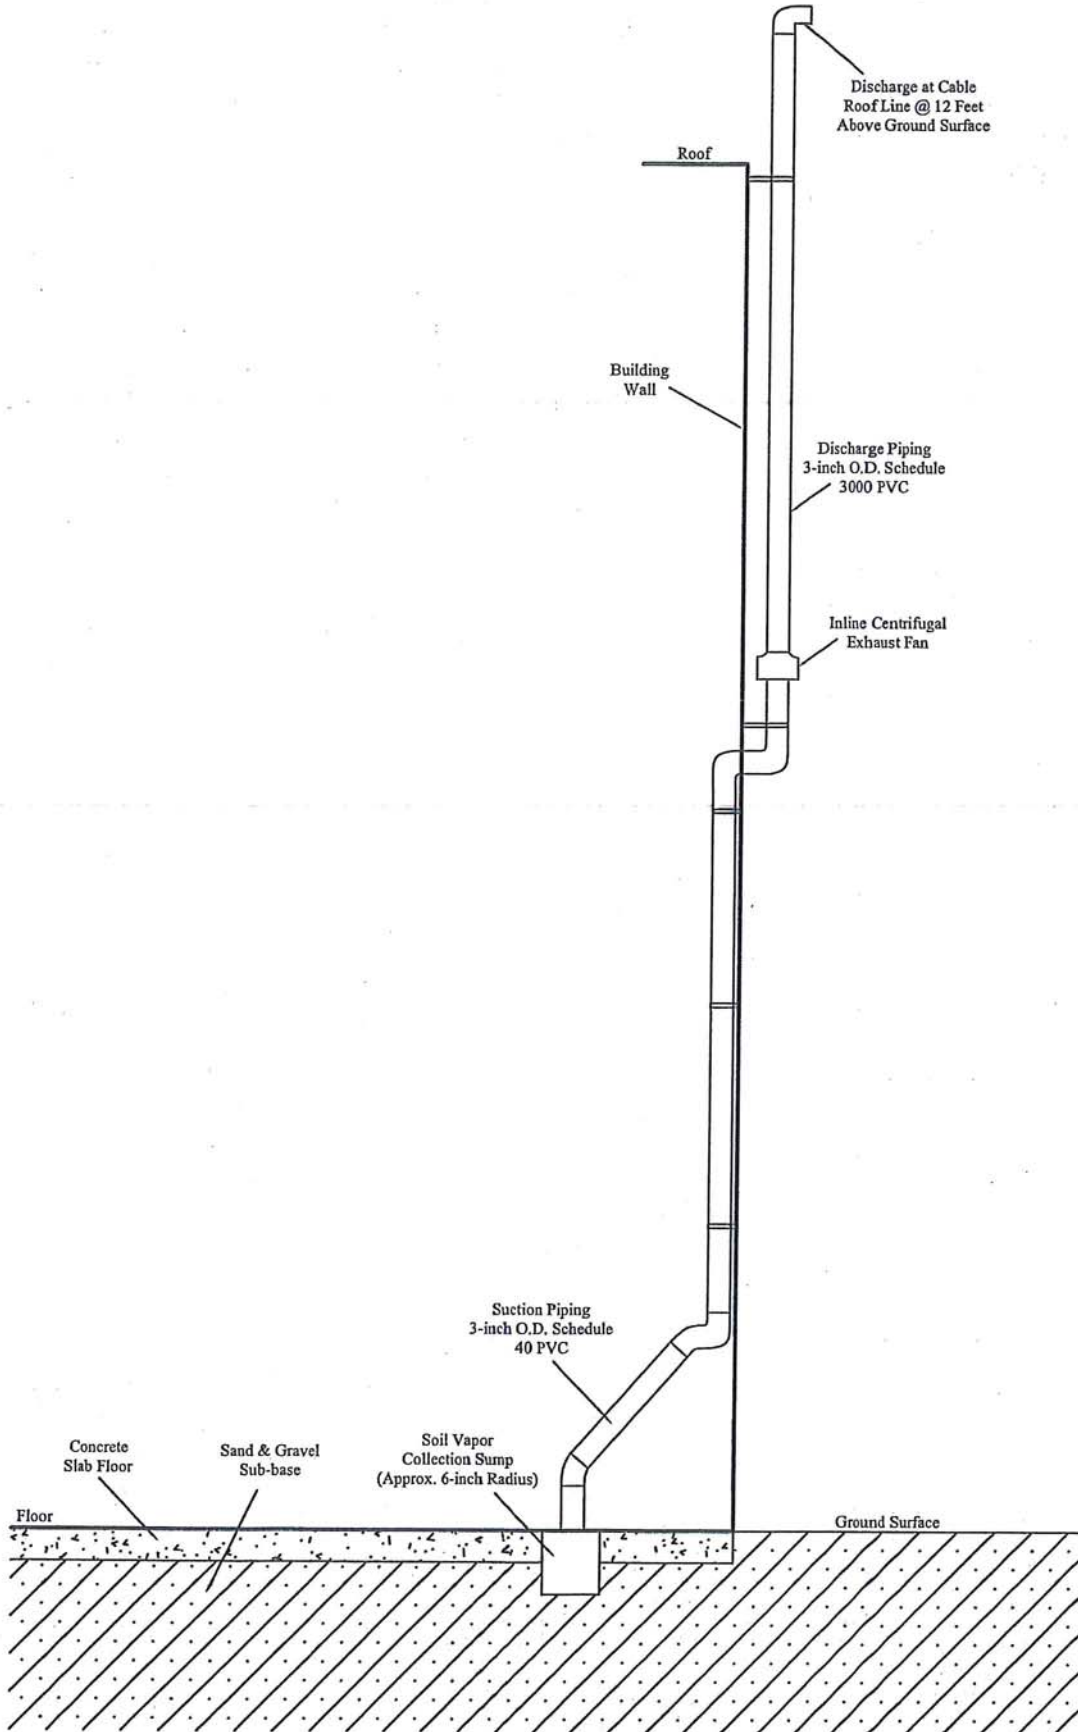 Discharge at Cable
Roof Line @ 12 Feet
Above Ground Surface
Roof
Building
Wall
Discharge Piping
3-inch O.D. Schedule
3000 PVC
Inline Centrifugal
Exhaust Fan
Suction Piping
3-inch O.D. Schedule
40 PVC
Concrete
Slab Floor
Sand & Gravel
Sub-base
Soil Vapor
Collection Sump
(Approx. 6-inch Radius)
Floor
Ground Surface